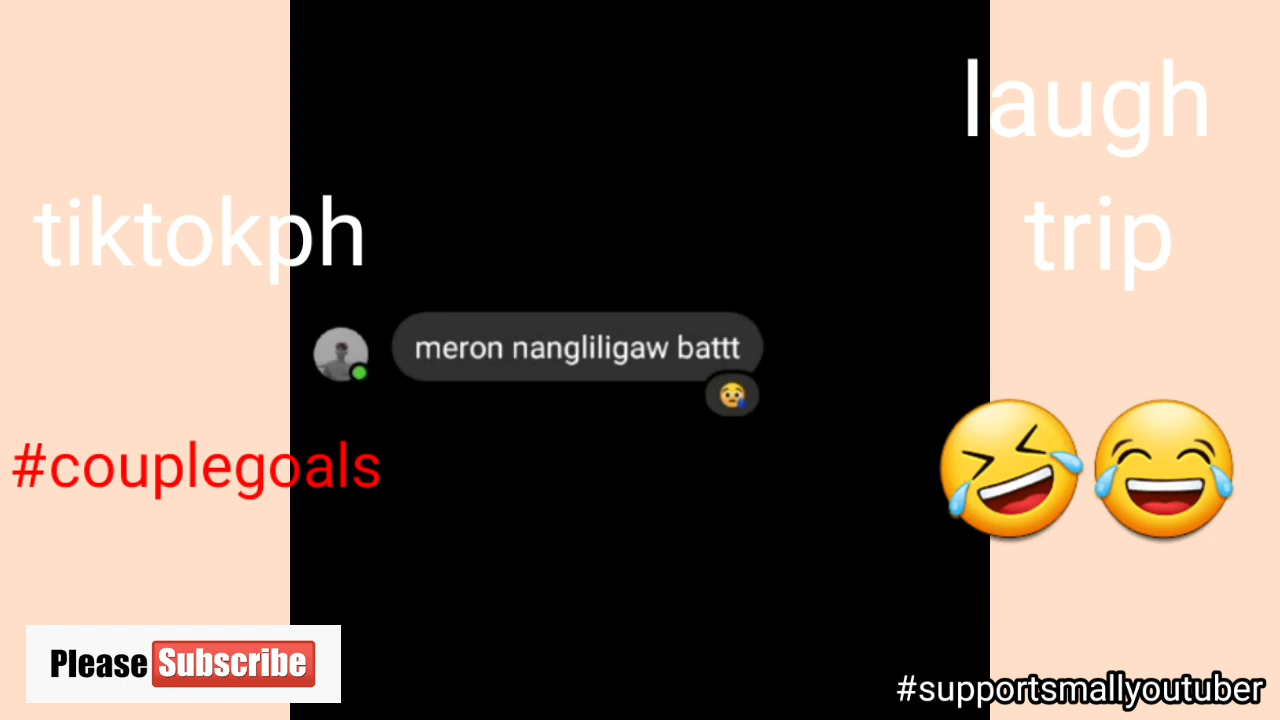 laugh
trip
tiktokph
meron nangliligaw battt
#couplegoals
Please Subscribe
#supportsmallyoutuber